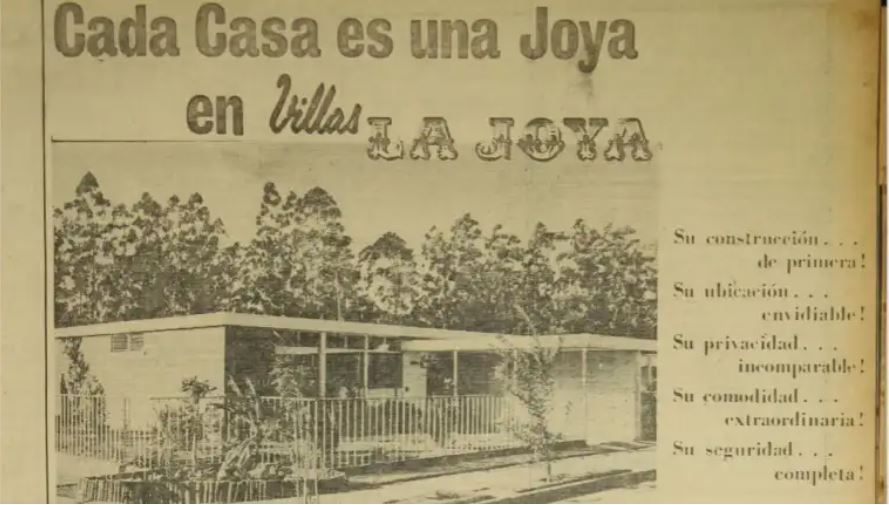 Cada Casa es una Joya
en Villas LA JOYA
Su construcción . . .
de primera!
Su ubicación . . .
envidiable!
Su privacidad . . .
incomparable!
Su comodidad . . .
extraordinaria!
Su seguridad . . .
completa!